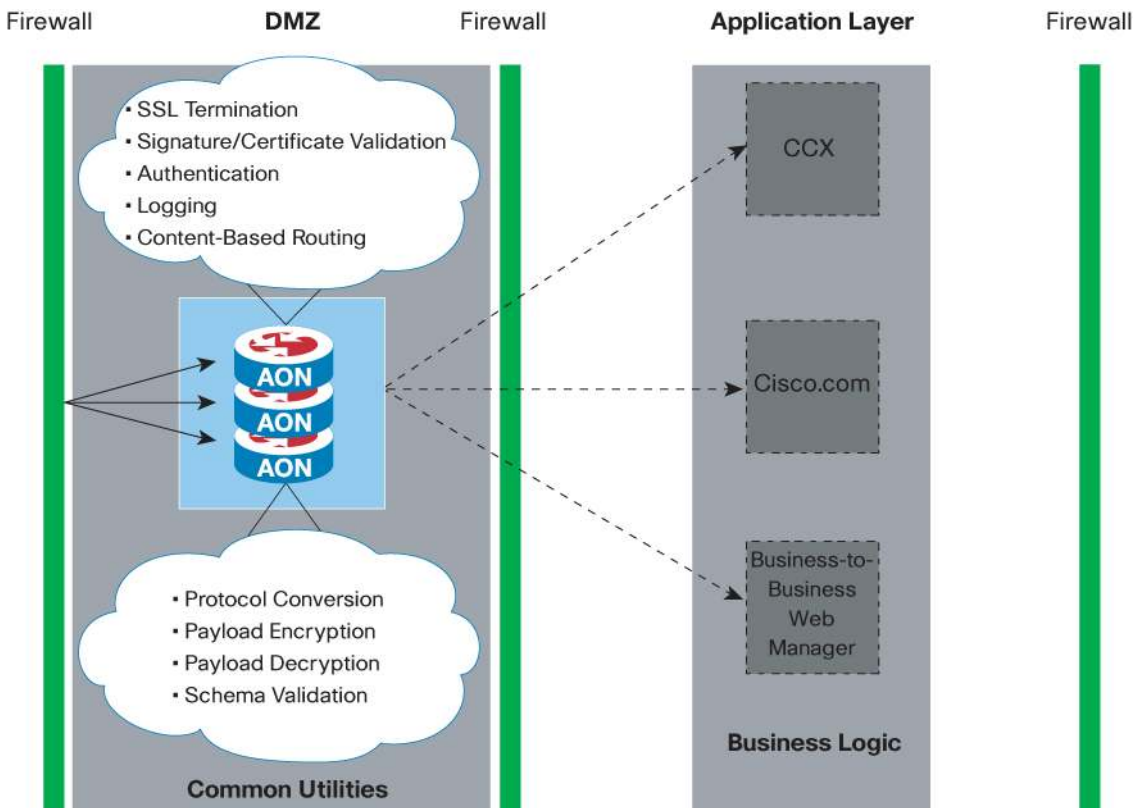 Firewall
DMZ
Firewall
Application Layer
Firewall
▪ SSL Termination
▪ Signature/Certificate Validation
▪ Authentication
▪ Logging
▪ Content-Based Routing
AON
AON
AON
▪ Protocol Conversion
▪ Payload Encryption
▪ Payload Decryption
▪ Schema Validation
Common Utilities
CCX
Cisco.com
Business-to-
Business
Web
Manager
Business Logic